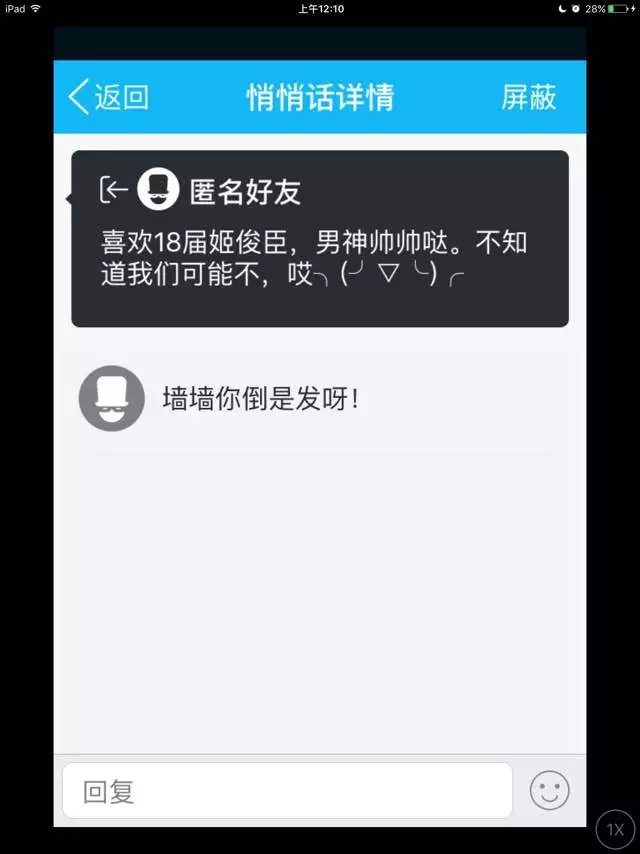 iPad
上午12:10
28%
返回
悄悄话详情
屏蔽
匿名好友
喜欢18届姬俊臣，男神帅帅哒。不知
道我们可能不，哎╮(╯▽╰)╭
墙墙你倒是发呀！
回复
1X